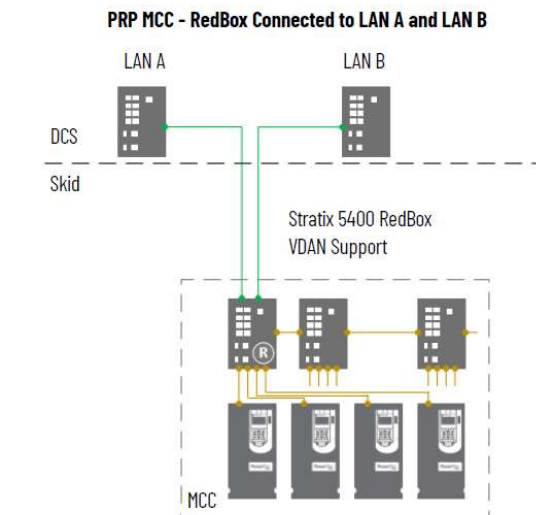 PRP MCC - RedBox Connected to LAN A and LAN B
LAN A
LAN B
DCS
Skid
Stratix 5400 RedBox
VDAN Support
R
MCC